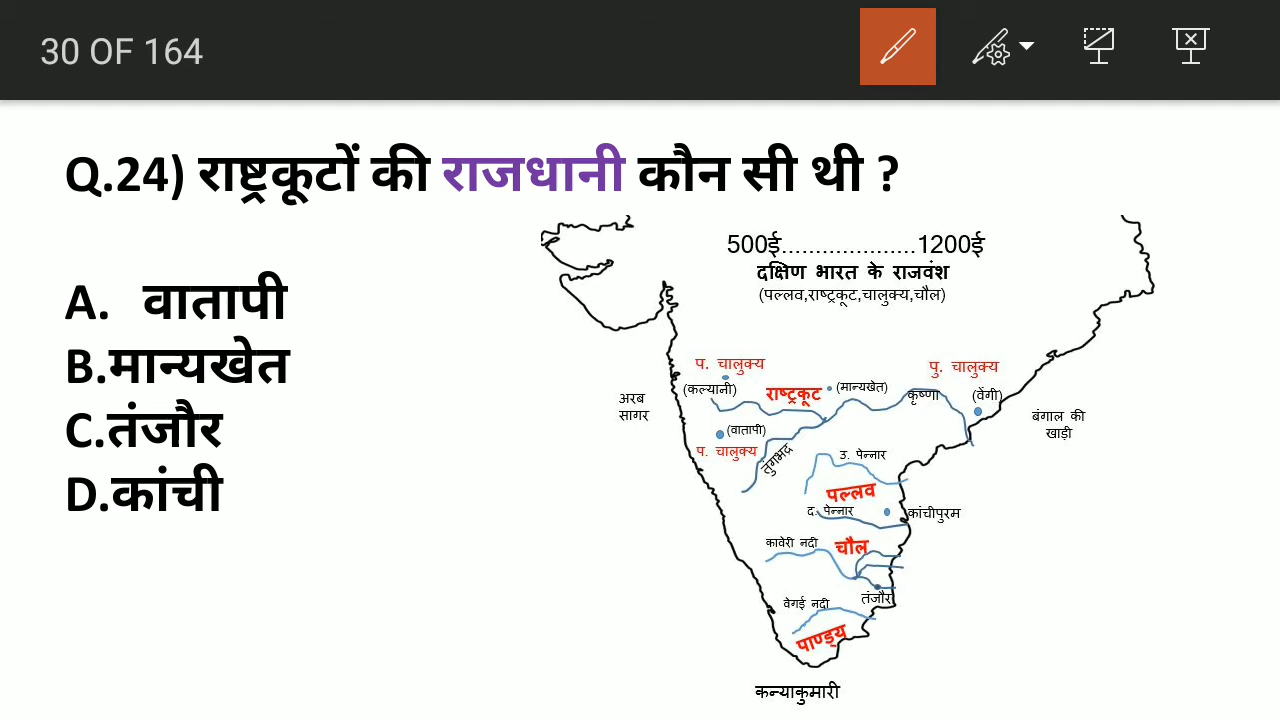 30 OF 164
Q.24) राष्ट्रकूटों की राजधानी कौन सी थी ?
A. वातापी
B.मान्यखेत
C.तंजौर
D.कांची
500ई....................1200ई
दक्षिण भारत के राजवंश
(पल्लव,राष्ट्रकूट,चालुक्य,चौल)
प. चालुक्य
पु. चालुक्य
(कल्यानी)
राष्ट्रकूट
(मान्यखेत)
कृष्णा
(वेंगी)
अरब
सागर
बंगाल की
खाड़ी
(वातापी)
प. चालुक्य
तुंगभद्र
उ. पेन्नार
पल्लव
द. पेन्नार
कांचीपुरम
कावेरी नदी
चौल
तंजौर
वेगई नदी
पाण्ड्य
कन्याकुमारी